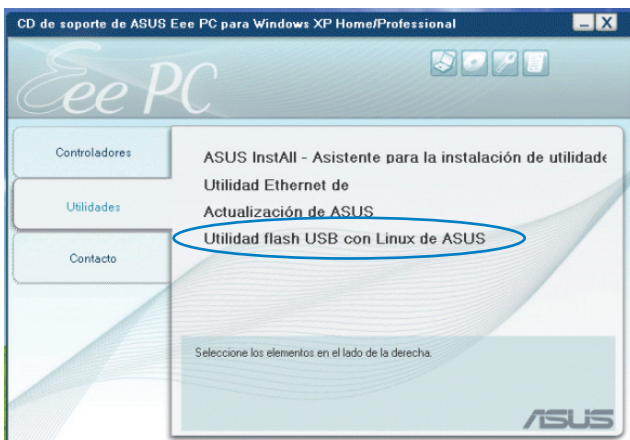 CD de soporte de ASUS Eee PC para Windows XP Home/Professional
Eee PC
Controladores
Utilidades
Contacto
ASUS InstAll - Asistente para la instalación de utilidade
Utilidad Ethernet de
Actualización de ASUS
Utilidad flash USB con Linux de ASUS
Seleccione los elementos en el lado de la derecha.
ASUS